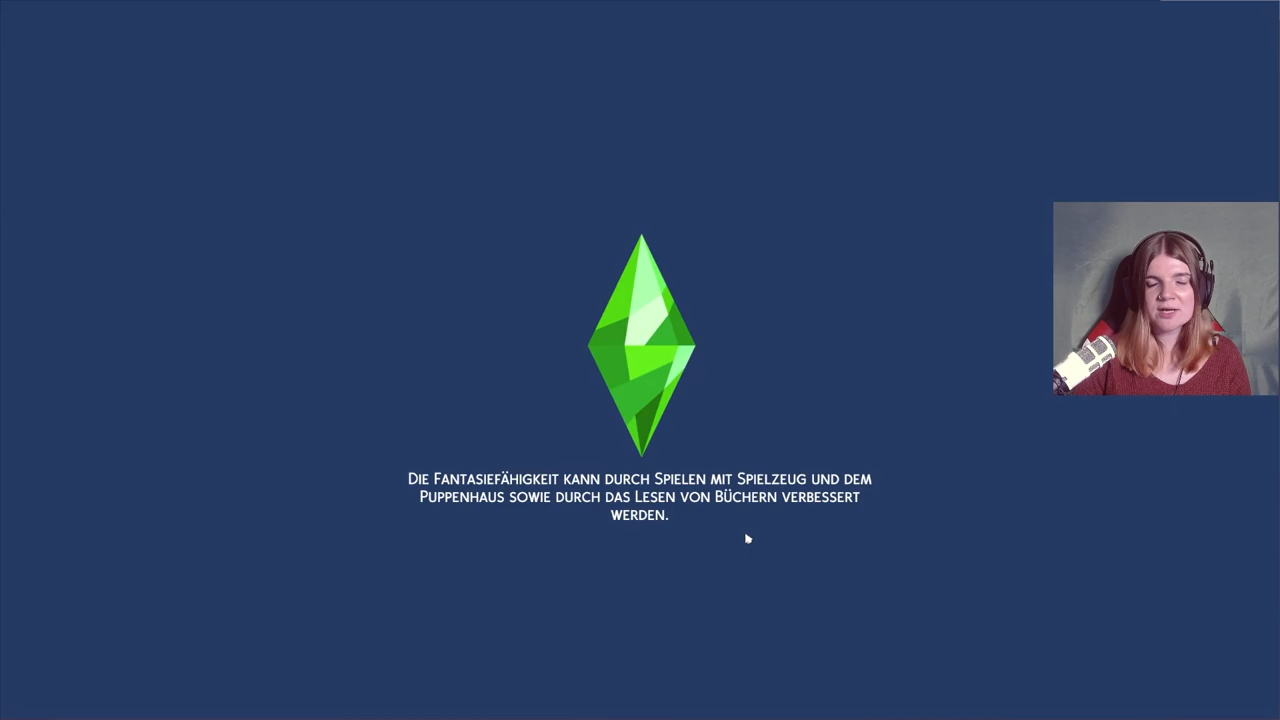 Die Fantasiefähigkeit kann durch Spielen mit Spielzeug und dem
Puppenhaus sowie durch das Lesen von Büchern verbessert
werden.